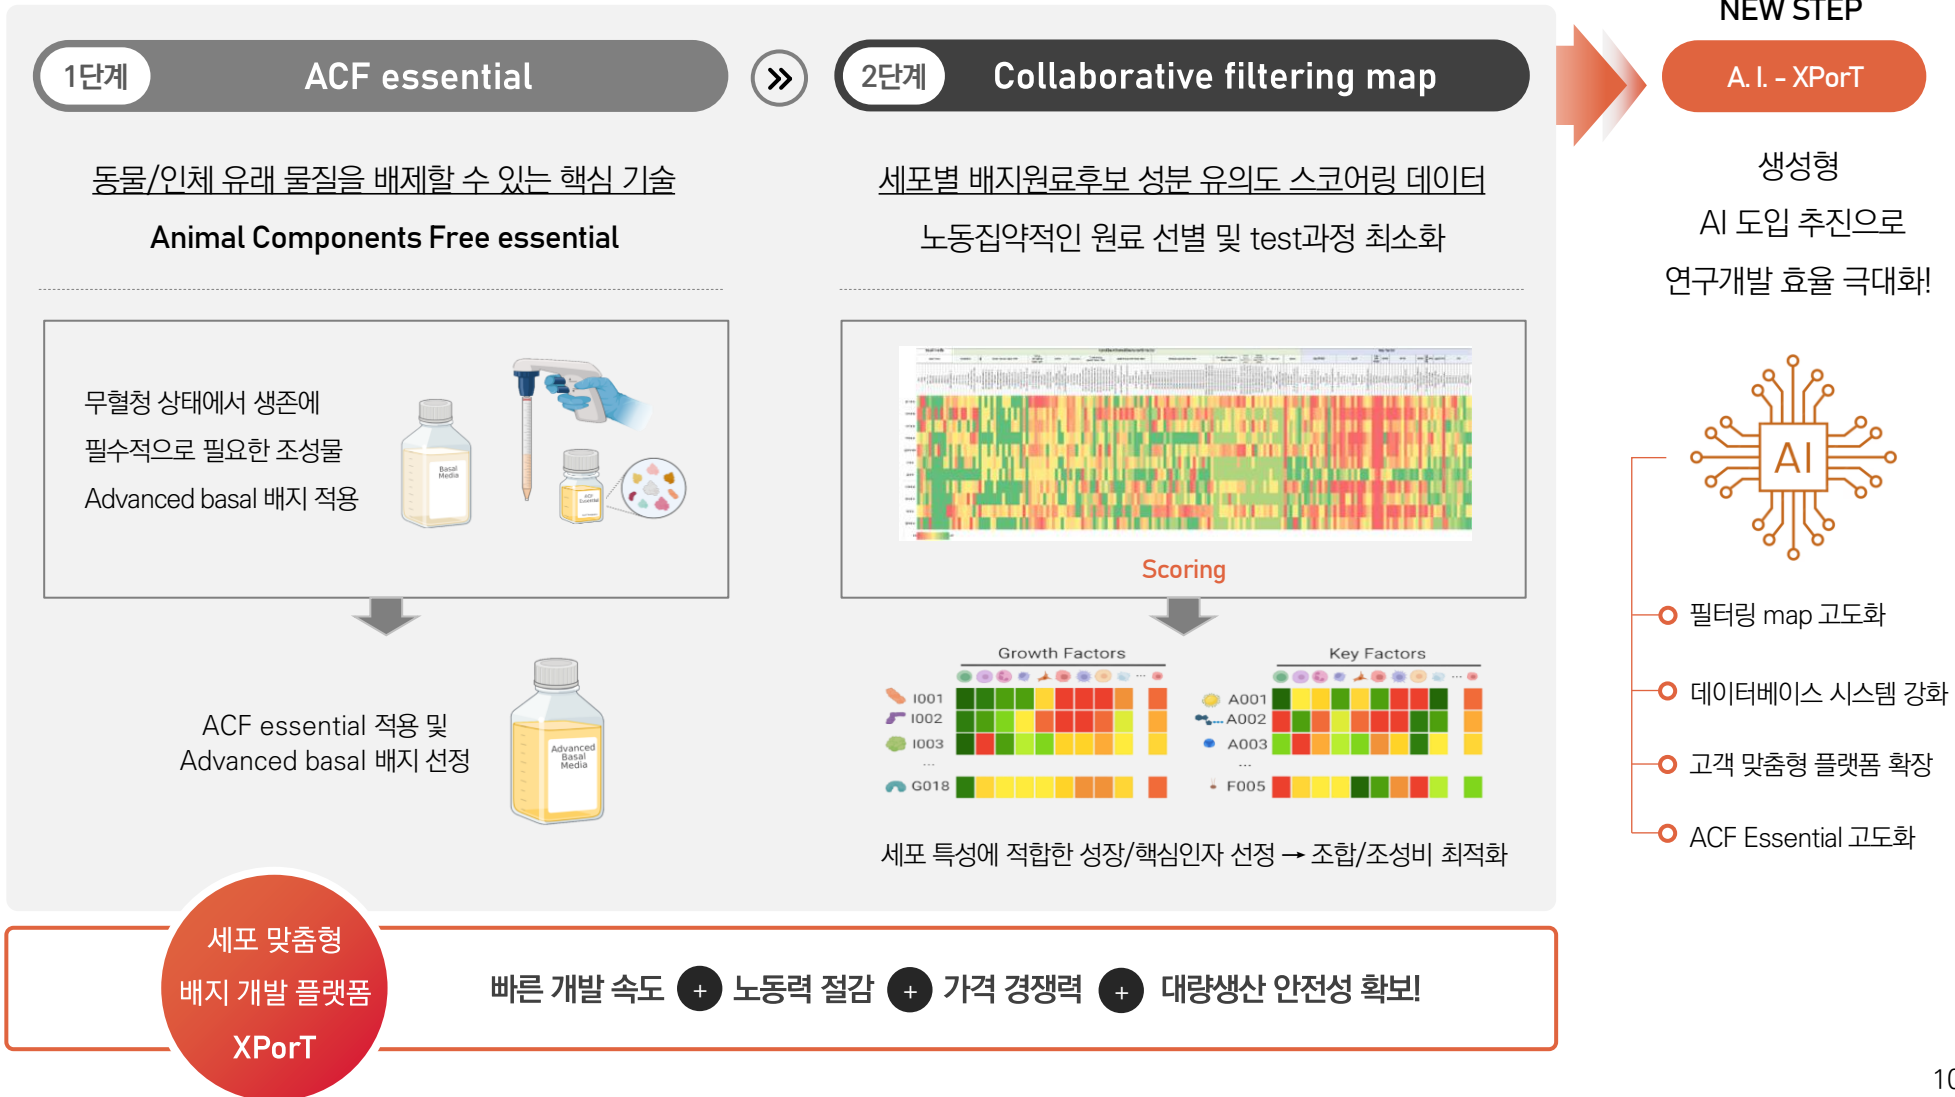 NEW STEP
1단계
ACF essential
2단계
Collaborative filtering map
A. I. - XPorT
동물/인체 유래 물질을 배제할 수 있는 핵심 기술
Animal Components Free essential
세포별 배지원료후보 성분 유의도 스코어링 데이터
노동집약적인 원료 선별 및 test과정 최소화
생성형
AI 도입 추진으로
연구개발 효율 극대화!
무혈청 상태에서 생존에
필수적으로 필요한 조성물
Advanced basal 배지 적용
Basal
Media
ACF
Essential
Scoring
AI
ACF essential 적용 및
Advanced basal 배지 선정
Advanced
Basal
Media
Growth Factors
I001
I002
I003
...
G018
...
Key Factors
A001
A002
A003
...
F005
...
세포 특성에 적합한 성장/핵심인자 선정 → 조합/조성비 최적화
필터링 map 고도화
데이터베이스 시스템 강화
고객 맞춤형 플랫폼 확장
ACF Essential 고도화
세포 맞춤형
배지 개발 플랫폼
XPorT
빠른 개발 속도 + 노동력 절감 + 가격 경쟁력 + 대량생산 안전성 확보!
10